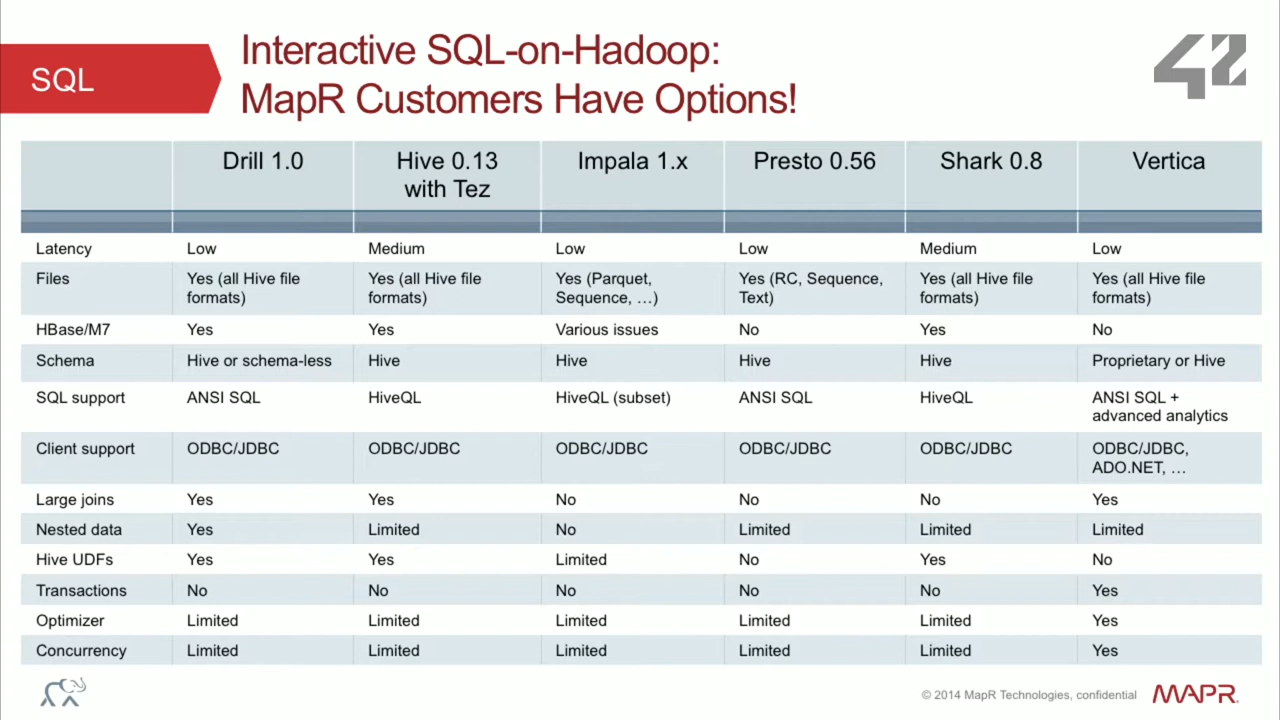 SQL
Interactive SQL-on-Hadoop:
MapR Customers Have Options!
42
Drill 1.0 Hive 0.13 with Tez Impala 1.x Presto 0.56 Shark 0.8 Vertica
Latency Low Medium Low Low Medium Low
Files Yes (all Hive file formats) Yes (all Hive file formats) Yes (Parquet, Sequence, …) Yes (RC, Sequence, Text) Yes (all Hive file formats) Yes (all Hive file formats)
HBase/M7 Yes Yes Various issues No Yes No
Schema Hive or schema-less Hive Hive Hive Hive Proprietary or Hive
SQL support ANSI SQL HiveQL HiveQL (subset) ANSI SQL HiveQL ANSI SQL + advanced analytics
Client support ODBC/JDBC ODBC/JDBC ODBC/JDBC ODBC/JDBC ODBC/JDBC ODBC/JDBC, ADO.NET, …
Large joins Yes Yes No No No Yes
Nested data Yes Limited No Limited Limited Limited
Hive UDFs Yes Yes Limited No Yes No
Transactions No No No No No Yes
Optimizer Limited Limited Limited Limited Limited Yes
Concurrency Limited Limited Limited Limited Limited Yes
© 2014 MapR Technologies, confidential MAPR